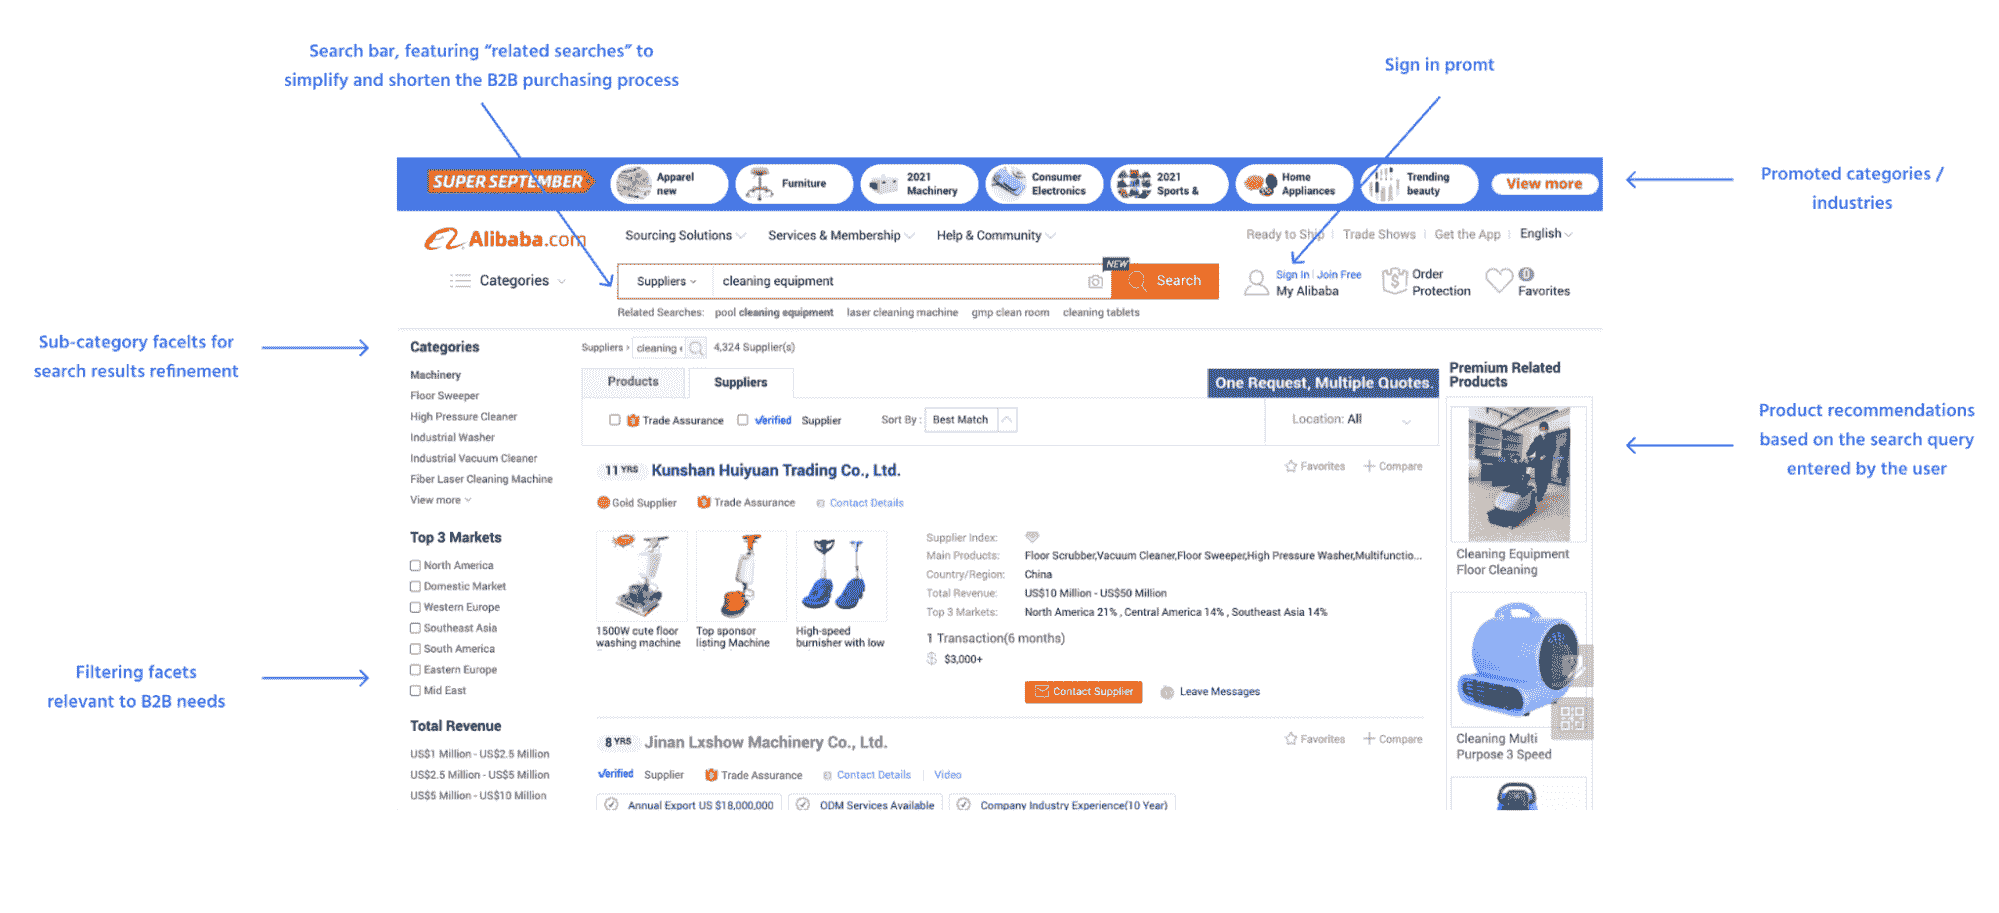 Search bar, featuring “related searches” to
simplify and shorten the B2B purchasing process
Sign in promt
SUPER SEPTEMBER
Apparel
new
Furniture
2021
Machinery
Consumer
Electronics
2021
Sports &
Home
Appliances
Trending
beauty
View more
Promoted categories /
industries
Alibaba.com
Sourcing Solutions
Services & Membership
Help & Community
Ready to Ship
Trade Shows
Get the App
English
Categories
Suppliers
cleaning equipment
NEW
Search
Sign In
Join Free
My Alibaba
Order
Protection
0
Favorites
Related Searches: pool cleaning equipment laser cleaning machine gmp clean room cleaning tablets
Sub-category facelts for
search results refinement
Categories
Machinery
Floor Sweeper
High Pressure Cleaner
Industrial Washer
Industrial Vacuum Cleaner
Fiber Laser Cleaning Machine
View more
Top 3 Markets
North America
Domestic Market
Western Europe
Southeast Asia
South America
Eastern Europe
Mid East
Total Revenue
US$1 Million - US$2.5 Million
US$2.5 Million - US$5 Million
US$5 Million - US$10 Million
Filtering facets
relevant to B2B needs
Suppliers > cleaning 4,324 Supplier(s)
Products
Suppliers
One Request, Multiple Quotes.
Trade Assurance
Verified Supplier
Sort By : Best Match
Location: All
11 YRS Kunshan Huiyuan Trading Co., Ltd.
Favorites
Compare
Gold Supplier
Trade Assurance
Contact Details
1500W cute floor
washing machine
Top sponsor
listing Machine
High-speed
burnisher with low
Supplier Index:
Main Products: Floor Scrubber,Vacuum Cleaner,Floor Sweeper,High Pressure Washer,Multifunctio...
Country/Region: China
Total Revenue: US$10 Million - US$50 Million
Top 3 Markets: North America 21% , Central America 14% , Southeast Asia 14%
1 Transaction(6 months)
$3,000+
Contact Supplier
Leave Messages
8 YRS Jinan Lxshow Machinery Co., Ltd.
Favorites
Compare
Verified Supplier
Trade Assurance
Contact Details
Video
Annual Export US $18,000,000
ODM Services Available
Company Industry Experience(10 Year)
Premium Related
Products
Cleaning Equipment
Floor Cleaning
Cleaning Multi
Purpose 3 Speed
Product recommendations
based on the search query
entered by the user